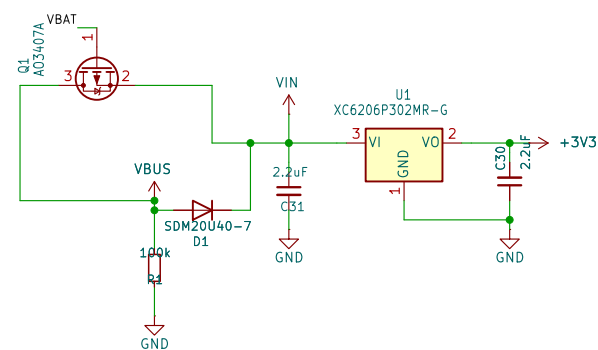 VBAT
Q1
AO3407A
1
3
2
VIN
U1
XC6206P302MR-G
3
VI
VO
2
GND
1
+3V3
C30
2.2uF
2.2uF
C31
GND
GND
VBUS
SDM20U40-7
D1
100k
R1
GND